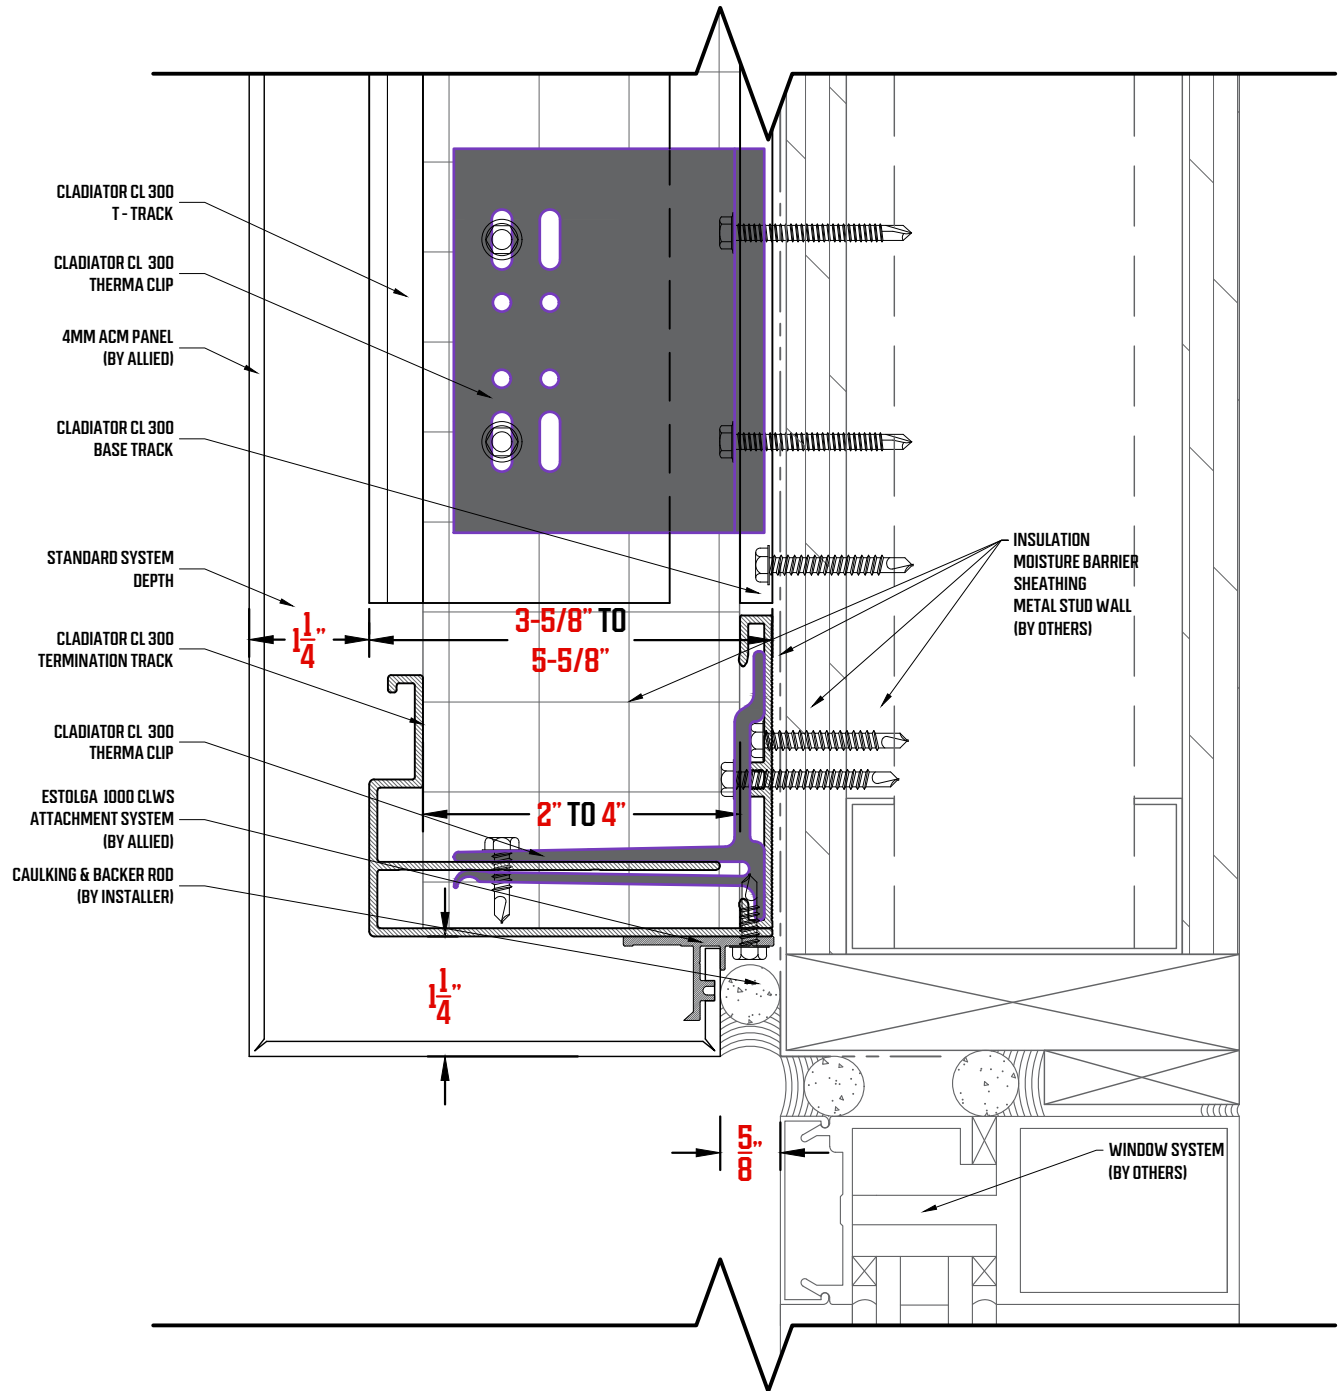 CLADIATOR CL 300
T - TRACK
CLADIATOR CL 300
THERMA CLIP
4MM ACM PANEL
(BY ALLIED)
CLADIATOR CL 300
BASE TRACK
STANDARD SYSTEM
DEPTH
CLADIATOR CL 300
TERMINATION TRACK
CLADIATOR CL 300
THERMA CLIP
ESTOLGA 1000 CLWS
ATTACHMENT SYSTEM
(BY ALLIED)
CAULKING & BACKER ROD
(BY INSTALLER)
1 1/4"
3-5/8" TO
5-5/8"
2" TO 4"
1 1/4"
5/8"
INSULATION
MOISTURE BARRIER
SHEATHING
METAL STUD WALL
(BY OTHERS)
WINDOW SYSTEM
(BY OTHERS)